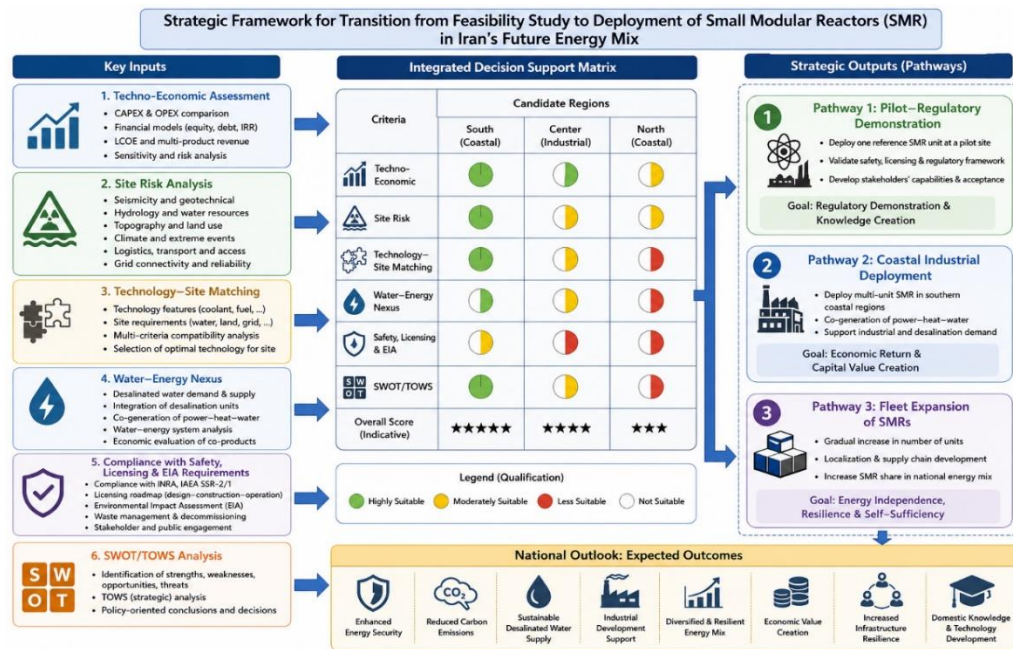 Strategic Framework for Transition from Feasibility Study to Deployment of Small Modular Reactors (SMR)
in Iran's Future Energy Mix
Key Inputs
1. Techno-Economic Assessment
• CAPEX & OPEX comparison
• Financial models (equity, debt, IRR)
• LCOE and multi-product revenue
• Sensitivity and risk analysis
2. Site Risk Analysis
• Seismicity and geotechnical
• Hydrology and water resources
• Topography and land use
• Climate and extreme events
• Logistics, transport and access
• Grid connectivity and reliability
3. Technology–Site Matching
• Technology features (coolant, fuel, ...)
• Site requirements (water, land, grid, ...)
• Multi-criteria compatibility analysis
• Selection of optimal technology for site
4. Water–Energy Nexus
• Desalinated water demand & supply
• Integration of desalination units
• Co-generation of power–heat–water
• Water–energy system analysis
• Economic evaluation of co-products
5. Compliance with Safety,
Licensing & EIA Requirements
• Compliance with INRA, IAEA SSR-2/1
• Licensing roadmap (design–construction–operation)
• Environmental Impact Assessment (EIA)
• Waste management & decommissioning
• Stakeholder and public engagement
S W
O T
6. SWOT/TOWS Analysis
• Identification of strengths, weaknesses,
opportunities, threats
• TOWS (strategic) analysis
• Policy-oriented conclusions and decisions
Integrated Decision Support Matrix
Criteria
Candidate Regions
South
(Coastal)
Center
(Industrial)
North
(Coastal)
Techno-
Economic
Site Risk
Technology–
Site Matching
Water–Energy
Nexus
Safety, Licensing
& EIA
S W
O T
SWOT/TOWS
Overall Score
(Indicative)
★★★★★
★★★★
★★★
Legend (Qualification)
Highly Suitable
Moderately Suitable
Less Suitable
Not Suitable
Strategic Outputs (Pathways)
1
Pathway 1: Pilot–Regulatory
Demonstration
• Deploy one reference SMR unit at a pilot site
• Validate safety, licensing & regulatory framework
• Develop stakeholders' capabilities & acceptance
Goal: Regulatory Demonstration &
Knowledge Creation
2
Pathway 2: Coastal Industrial
Deployment
• Deploy multi-unit SMR in southern
coastal regions
• Co-generation of power–heat–water
• Support industrial and desalination demand
Goal: Economic Return &
Capital Value Creation
3
Pathway 3: Fleet Expansion
of SMRs
• Gradual increase in number of units
• Localization & supply chain development
• Increase SMR share in national energy mix
Goal: Energy Independence,
Resilience & Self-Sufficiency
National Outlook: Expected Outcomes
Enhanced
Energy Security
CO₂
Reduced Carbon
Emissions
Sustainable
Desalinated Water
Supply
Industrial
Development
Support
Diversified & Resilient
Energy Mix
Economic Value
Creation
Increased
Infrastructure
Resilience
Domestic Knowledge
& Technology
Development